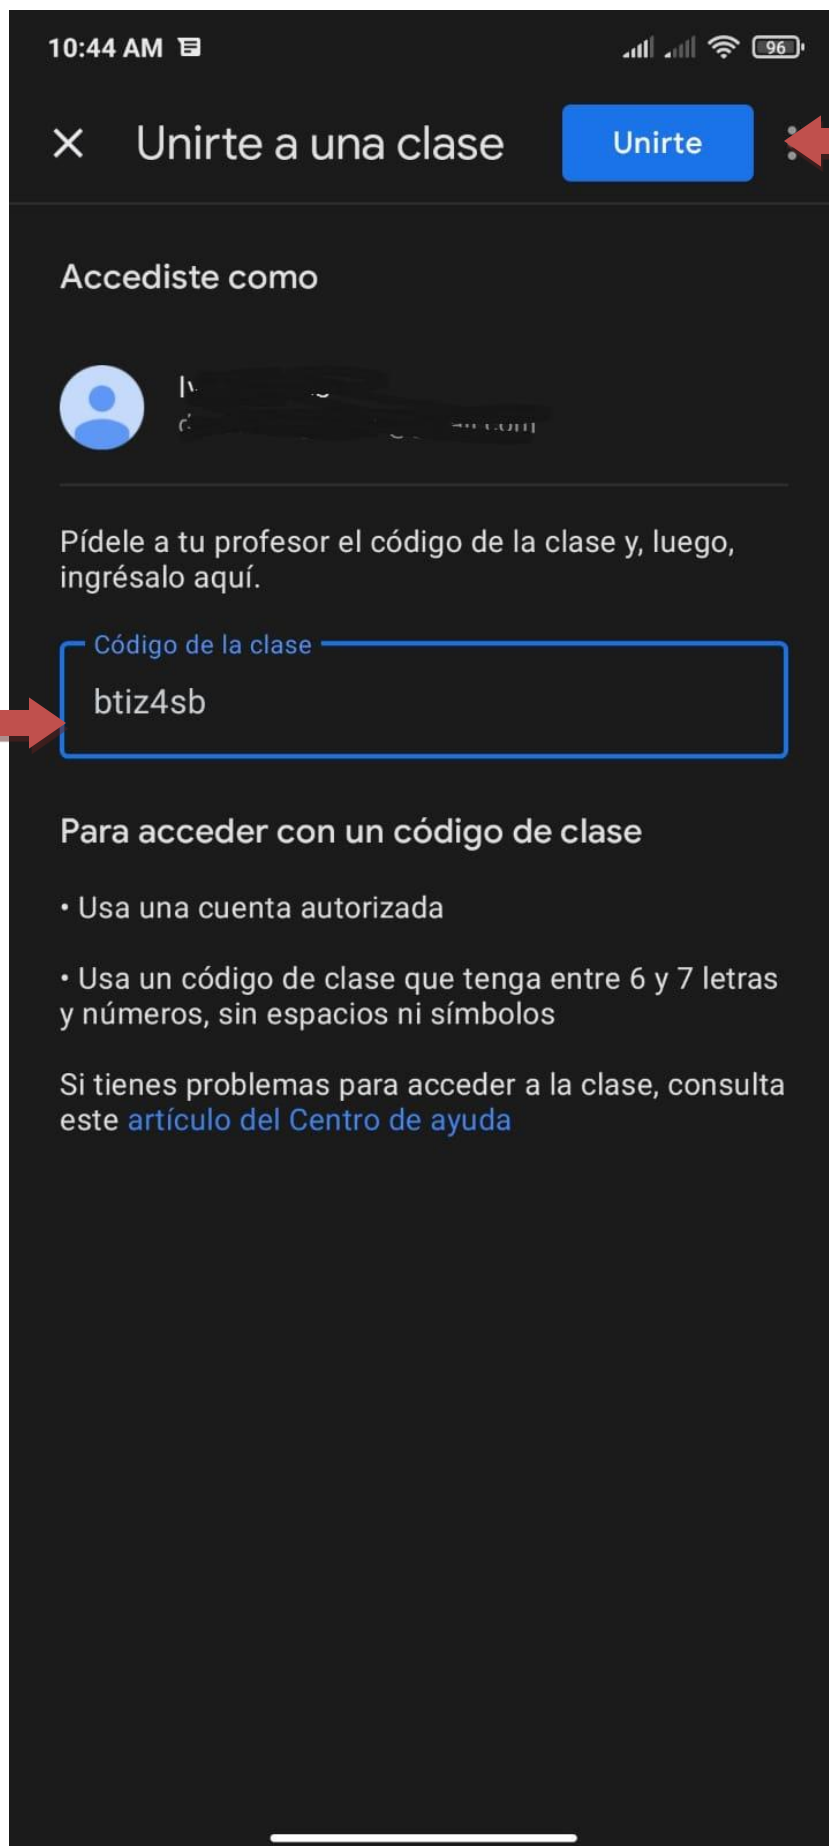 10:44 AM 96
Unirte a una clase Unirte
Accediste como
Pídele a tu profesor el código de la clase y, luego,
ingrésalo aquí.
Código de la clase
btiz4sb
Para acceder con un código de clase
• Usa una cuenta autorizada
• Usa un código de clase que tenga entre 6 y 7 letras
y números, sin espacios ni símbolos
Si tienes problemas para acceder a la clase, consulta
este artículo del Centro de ayuda